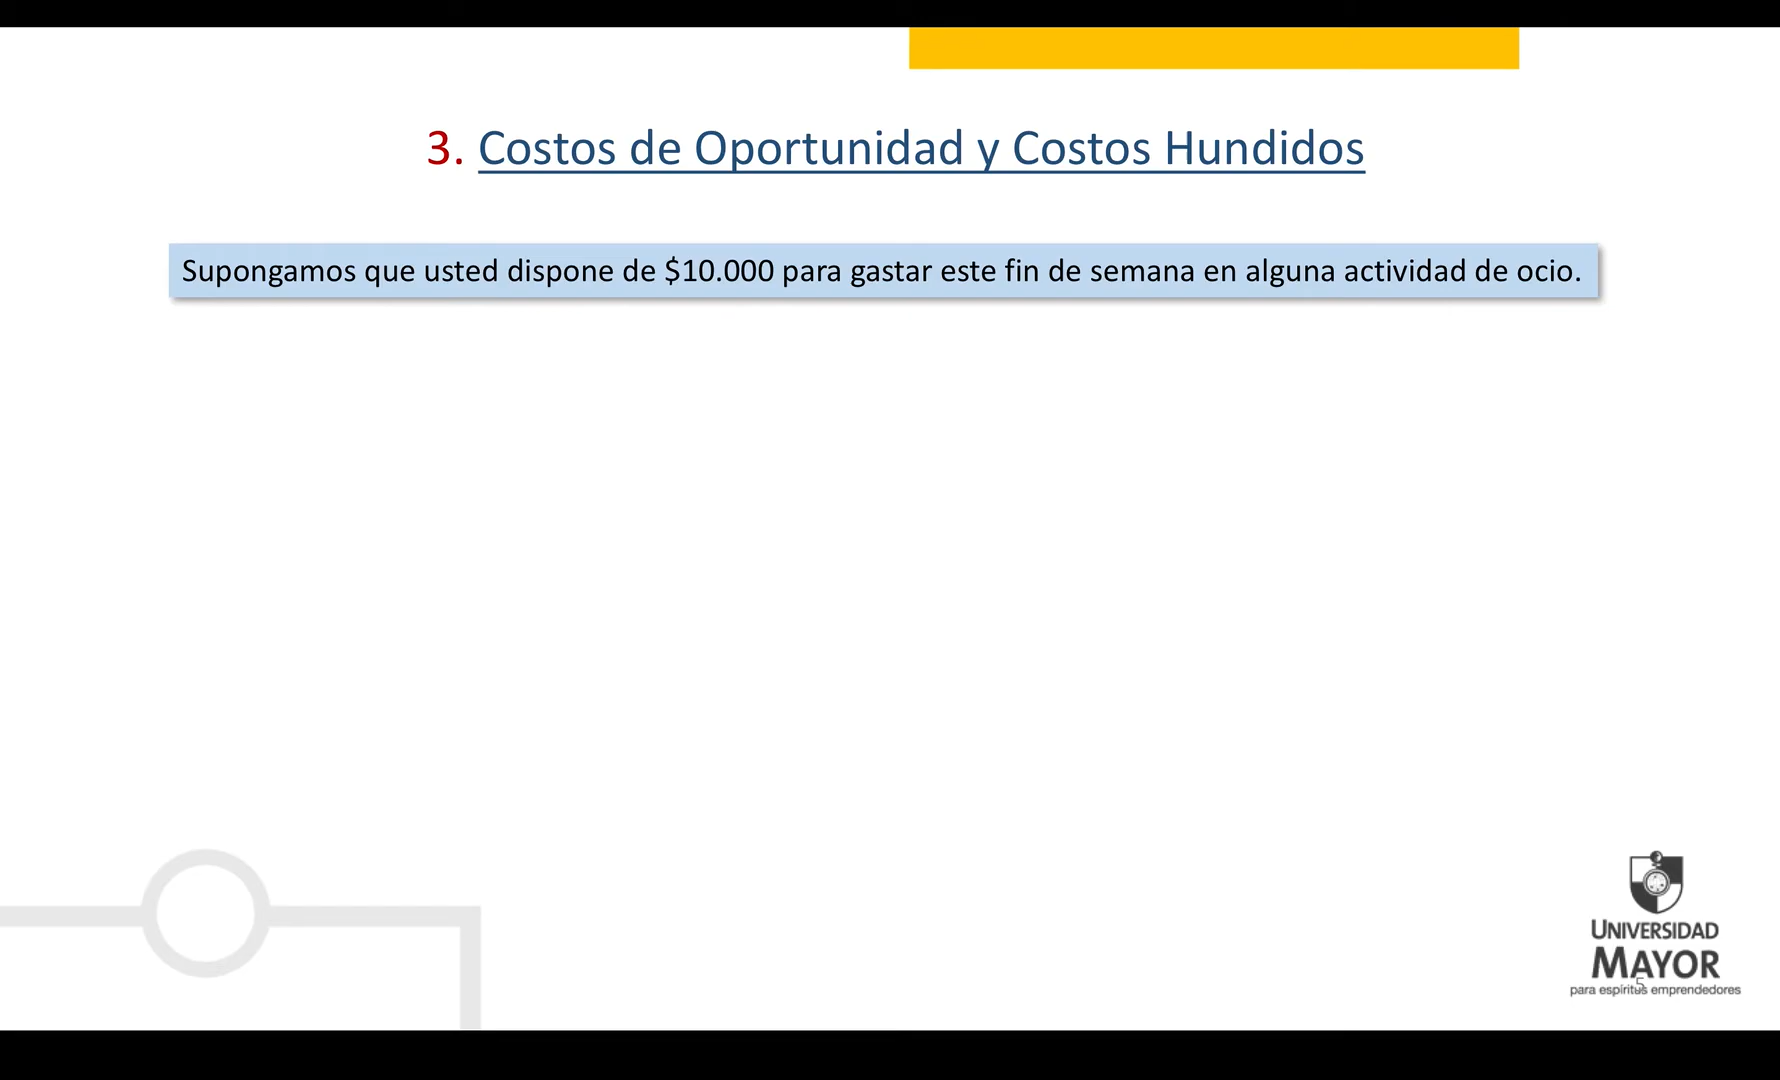 3. Costos de Oportunidad y Costos Hundidos
Supongamos que usted dispone de $10.000 para gastar este fin de semana en alguna actividad de ocio.
UNIVERSIDAD
MAYOR
para espíritus emprendedores
5